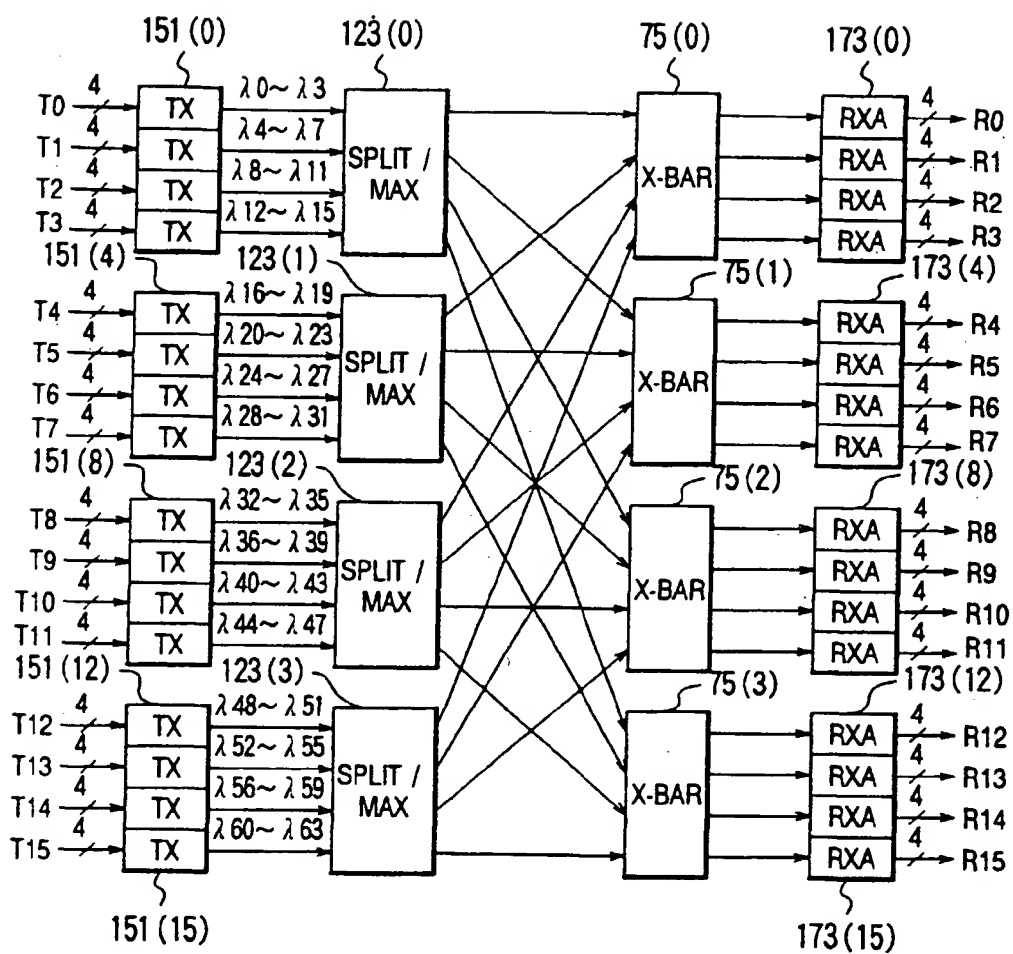 151(0) 123(0) 75(0) 173(0)
T0 4 TX λ0~λ3 RXA 4 R0
T1 4 TX λ4~λ7 SPLIT / MAX X-BAR RXA 4 R1
T2 4 TX λ8~λ11 RXA 4 R2
T3 4 TX λ12~λ15 RXA 4 R3
151(4) 123(1) 75(1) 173(4)
T4 4 TX λ16~λ19 RXA 4 R4
T5 4 TX λ20~λ23 SPLIT / MAX X-BAR RXA 4 R5
T6 4 TX λ24~λ27 RXA 4 R6
T7 4 TX λ28~λ31 RXA 4 R7
151(8) 123(2) 75(2) 173(8)
T8 4 TX λ32~λ35 RXA 4 R8
T9 4 TX λ36~λ39 SPLIT / MAX X-BAR RXA 4 R9
T10 4 TX λ40~λ43 RXA 4 R10
T11 4 TX λ44~λ47 RXA 4 R11
151(12) 123(3) 75(3) 173(12)
T12 4 TX λ48~λ51 RXA 4 R12
T13 4 TX λ52~λ55 SPLIT / MAX X-BAR RXA 4 R13
T14 4 TX λ56~λ59 RXA 4 R14
T15 4 TX λ60~λ63 RXA 4 R15
151(15) 173(15)